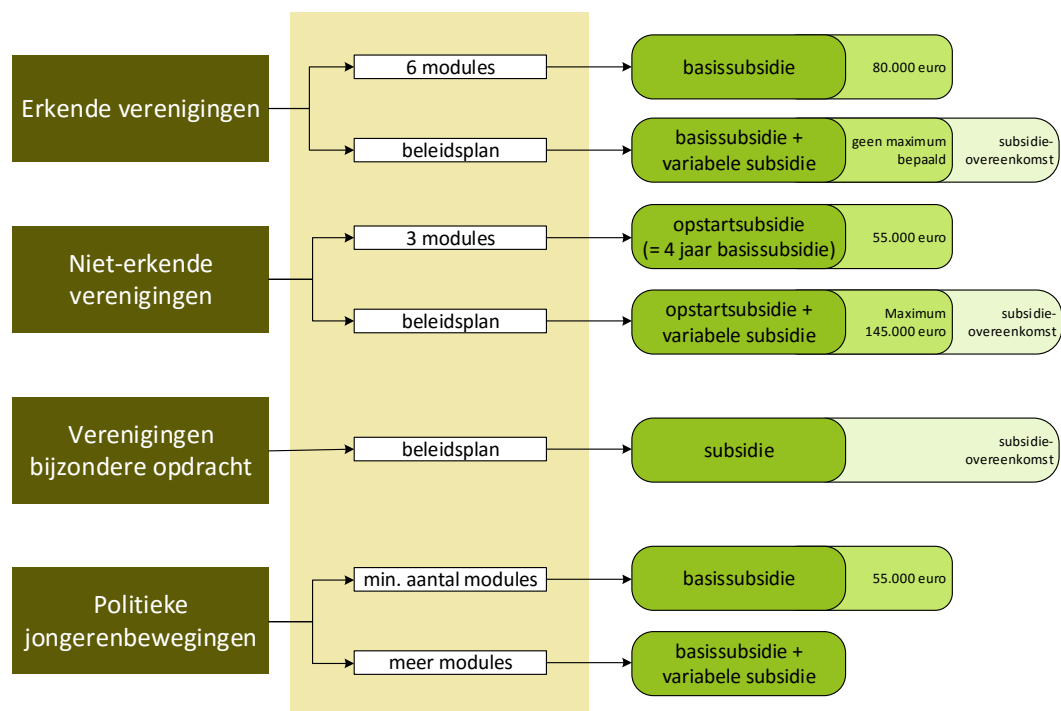 Erkende verenigingen
6 modules
basissubsidie
80.000 euro
beleidsplan
basissubsidie +
variabele subsidie
geen maximum
bepaald
subsidie-
overeenkomst
Niet-erkende
verenigingen
3 modules
opstartsubsidie
(= 4 jaar basissubsidie)
55.000 euro
beleidsplan
opstartsubsidie +
variabele subsidie
Maximum
145.000 euro
subsidie-
overeenkomst
Verenigingen
bijzondere opdracht
beleidsplan
subsidie
subsidie-
overeenkomst
Politieke
jongerenbewegingen
min. aantal modules
basissubsidie
55.000 euro
meer modules
basissubsidie +
variabele subsidie